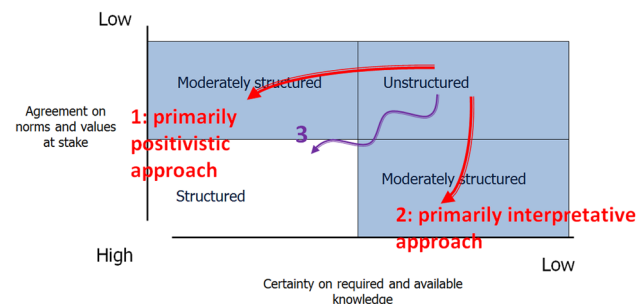 Low
Moderately structured
Unstructured
Agreement on
norms and values
at stake
1: primarily
positivistic
approach
3
Structured
Moderately structured
2: primarily interpretative
approach
High
Low
Certainty on required and available
knowledge